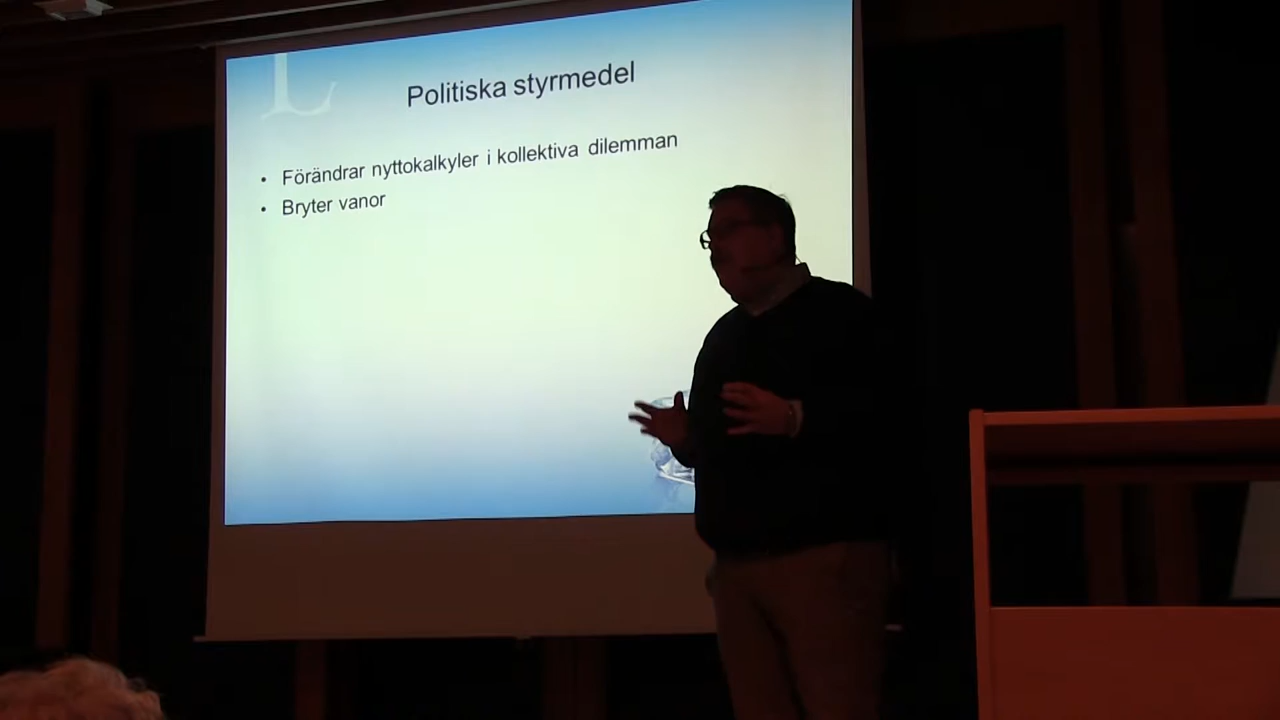 L
Politiska styrmedel
• Förändrar nyttokalkyler i kollektiva dilemman
• Bryter vanor